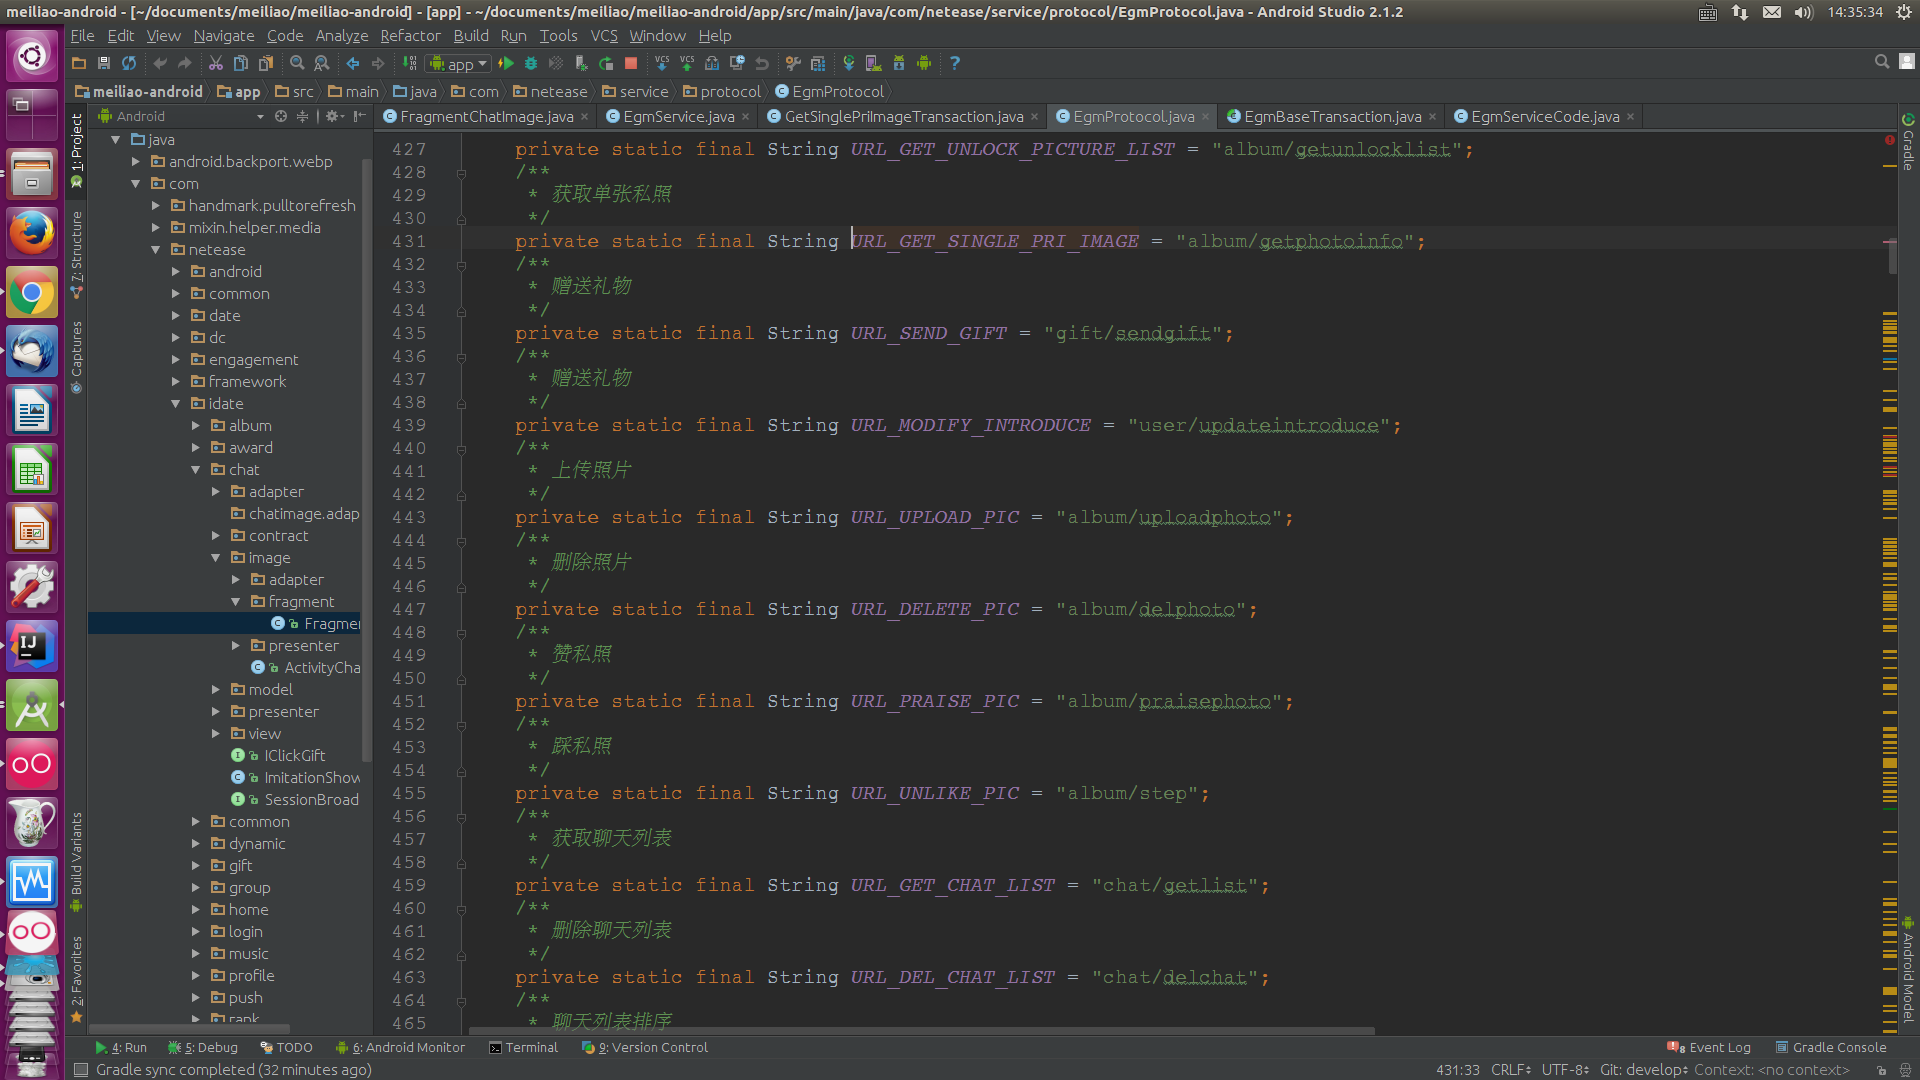 meiliao-android - [~/documents/meiliao/meiliao-android] - [app] - ~/documents/meiliao/meiliao-android/app/src/main/java/com/netease/service/protocol/EgmProtocol.java - Android Studio 2.1.2
14:35:34
File Edit View Navigate Code Analyze Refactor Build Run Tools VCS Window Help
app
meiliao-android app src main java com netease service protocol EgmProtocol
Android
FragmentChatImage.java × EgmService.java × GetSinglePriImageTransaction.java × EgmProtocol.java × EgmBaseTransaction.java × EgmServiceCode.java ×
1: Project
7: Structure
Captures
Build Variants
2: Favorites
java
android.backport.webp
com
handmark.pulltorefresh
mixin.helper.media
netease
android
common
date
dc
engagement
framework
idate
album
award
chat
adapter
chatimage.adap
contract
image
adapter
fragment
Fragmer
presenter
ActivityCha
model
presenter
view
IClickGift
ImitationShow
SessionBroad
common
dynamic
gift
group
home
login
music
profile
push
rank
427 private static final String URL_GET_UNLOCK_PICTURE_LIST = "album/getunlocklist";
428 /**
429 * 获取单张私照
430 */
431 private static final String URL_GET_SINGLE_PRI_IMAGE = "album/getphotoinfo";
432 /**
433 * 赠送礼物
434 */
435 private static final String URL_SEND_GIFT = "gift/sendgift";
436 /**
437 * 赠送礼物
438 */
439 private static final String URL_MODIFY_INTRODUCE = "user/updateintroduce";
440 /**
441 * 上传照片
442 */
443 private static final String URL_UPLOAD_PIC = "album/uploadphoto";
444 /**
445 * 删除照片
446 */
447 private static final String URL_DELETE_PIC = "album/delphoto";
448 /**
449 * 赞私照
450 */
451 private static final String URL_PRAISE_PIC = "album/praisephoto";
452 /**
453 * 踩私照
454 */
455 private static final String URL_UNLIKE_PIC = "album/step";
456 /**
457 * 获取聊天列表
458 */
459 private static final String URL_GET_CHAT_LIST = "chat/getlist";
460 /**
461 * 删除聊天列表
462 */
463 private static final String URL_DEL_CHAT_LIST = "chat/delchat";
464 /**
465 * 聊天列表排序
Gradle
Android Model
4: Run 5: Debug TODO 6: Android Monitor Terminal 9: Version Control 8 Event Log Gradle Console
Gradle sync completed (32 minutes ago) 431:33 CRLF UTF-8 Git: develop Context: <no context>